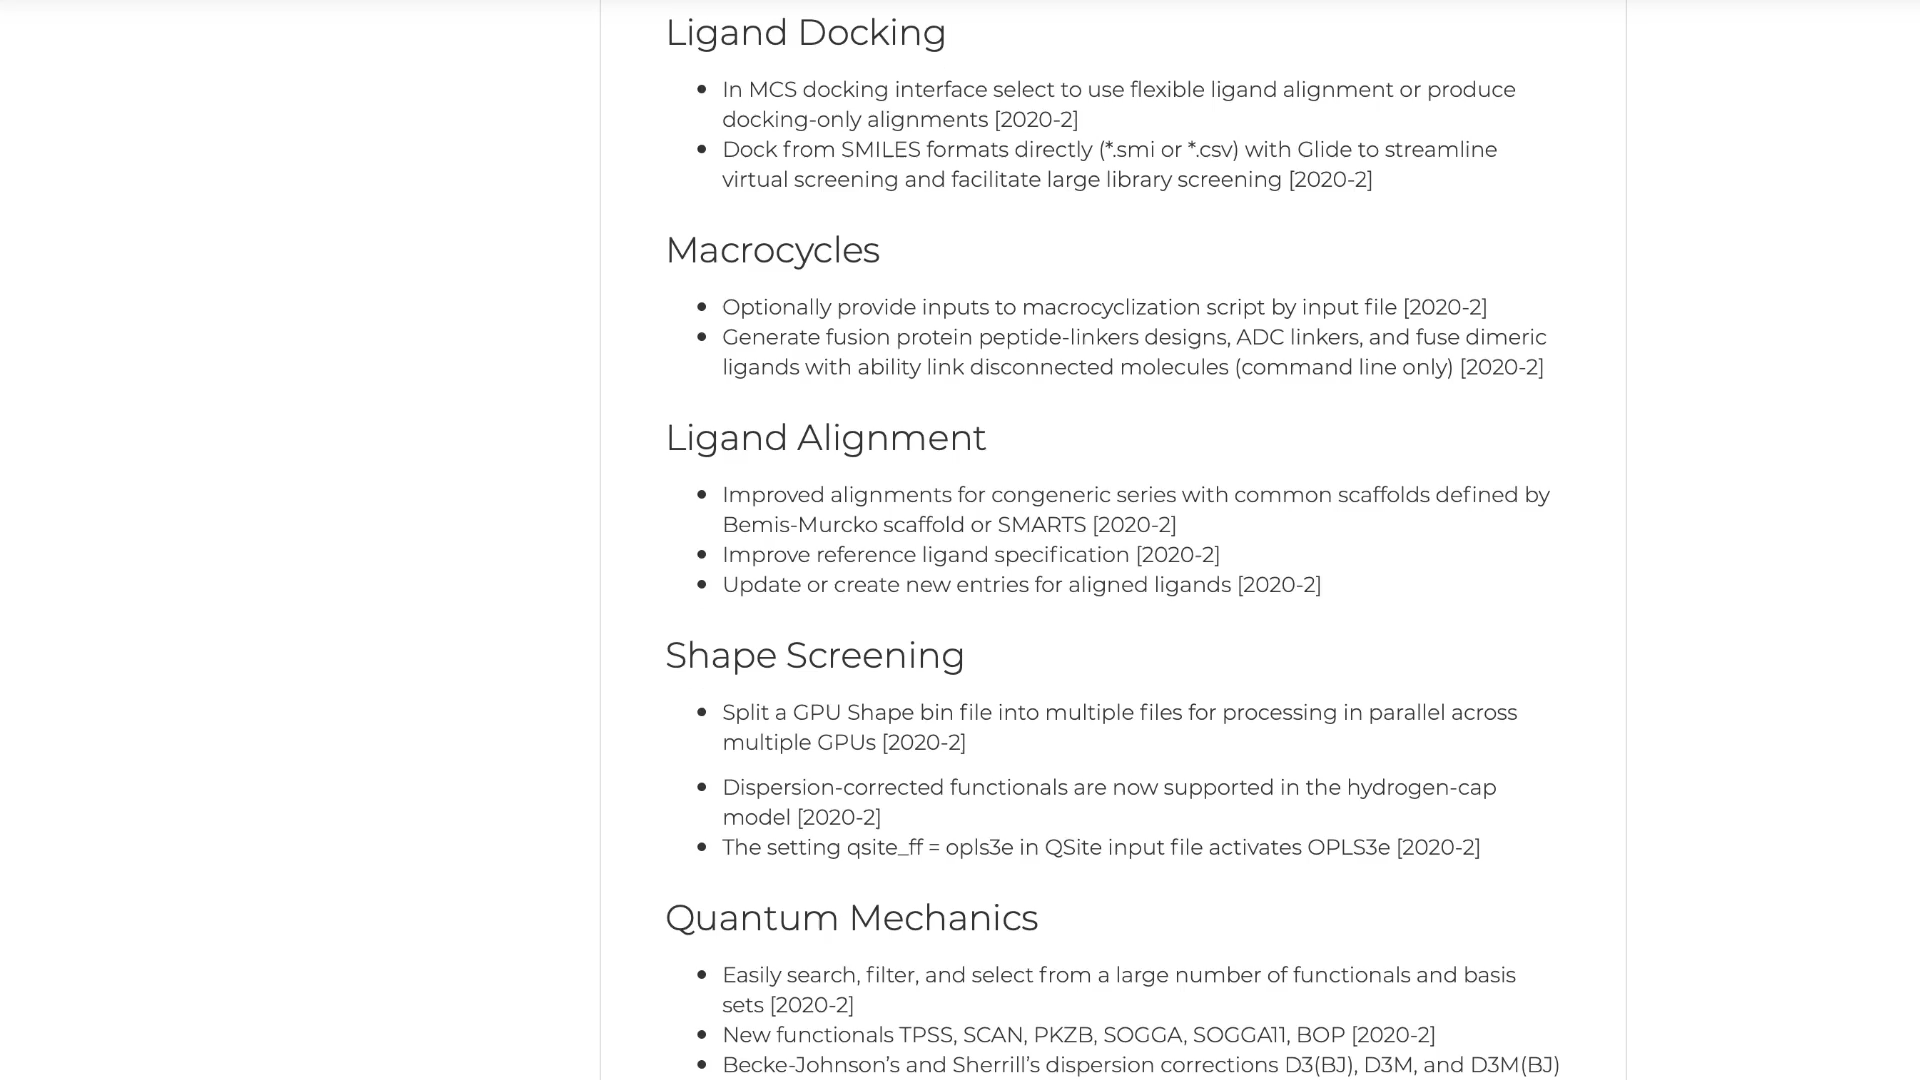 Ligand Docking
In MCS docking interface select to use flexible ligand alignment or produce
docking-only alignments [2020-2]
Dock from SMILES formats directly (*.smi or *.csv) with Glide to streamline
virtual screening and facilitate large library screening [2020-2]
Macrocycles
Optionally provide inputs to macrocyclization script by input file [2020-2]
Generate fusion protein peptide-linkers designs, ADC linkers, and fuse dimeric
ligands with ability link disconnected molecules (command line only) [2020-2]
Ligand Alignment
Improved alignments for congeneric series with common scaffolds defined by
Bemis-Murcko scaffold or SMARTS [2020-2]
Improve reference ligand specification [2020-2]
Update or create new entries for aligned ligands [2020-2]
Shape Screening
Split a GPU Shape bin file into multiple files for processing in parallel across
multiple GPUs [2020-2]
Dispersion-corrected functionals are now supported in the hydrogen-cap
model [2020-2]
The setting qsite_ff = opls3e in QSite input file activates OPLS3e [2020-2]
Quantum Mechanics
Easily search, filter, and select from a large number of functionals and basis
sets [2020-2]
New functionals TPSS, SCAN, PKZB, SOGGA, SOGGA11, BOP [2020-2]
Becke-Johnson’s and Sherrill’s dispersion corrections D3(BJ), D3M, and D3M(BJ)